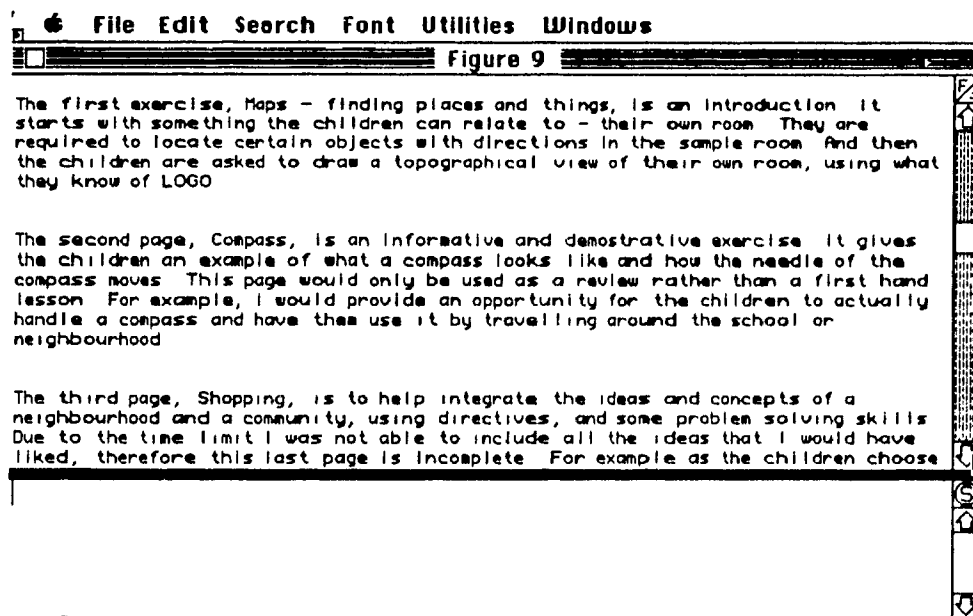 File Edit Search Font Utilities Windows
Figure 9
The first exercise, Maps - finding places and things, is an introduction it
starts with something the children can relate to - their own room They are
required to locate certain objects with directions in the sample room And then
the children are asked to draw a topographical view of their own room, using what
they know of LOGO
The second page, Compass, is an informative and demostrative exercise it gives
the children an example of what a compass looks like and how the needle of the
compass moves This page would only be used as a review rather than a first hand
lesson For example, i would provide an opportunity for the children to actually
handle a compass and have them use it by travelling around the school or
neighbourhood
The third page, Shopping, is to help integrate the ideas and concepts of a
neighbourhood and a community, using directives, and some problem solving skills
Due to the time limit I was not able to include all the ideas that I would have
liked, therefore this last page is incomplete For example as the children choose